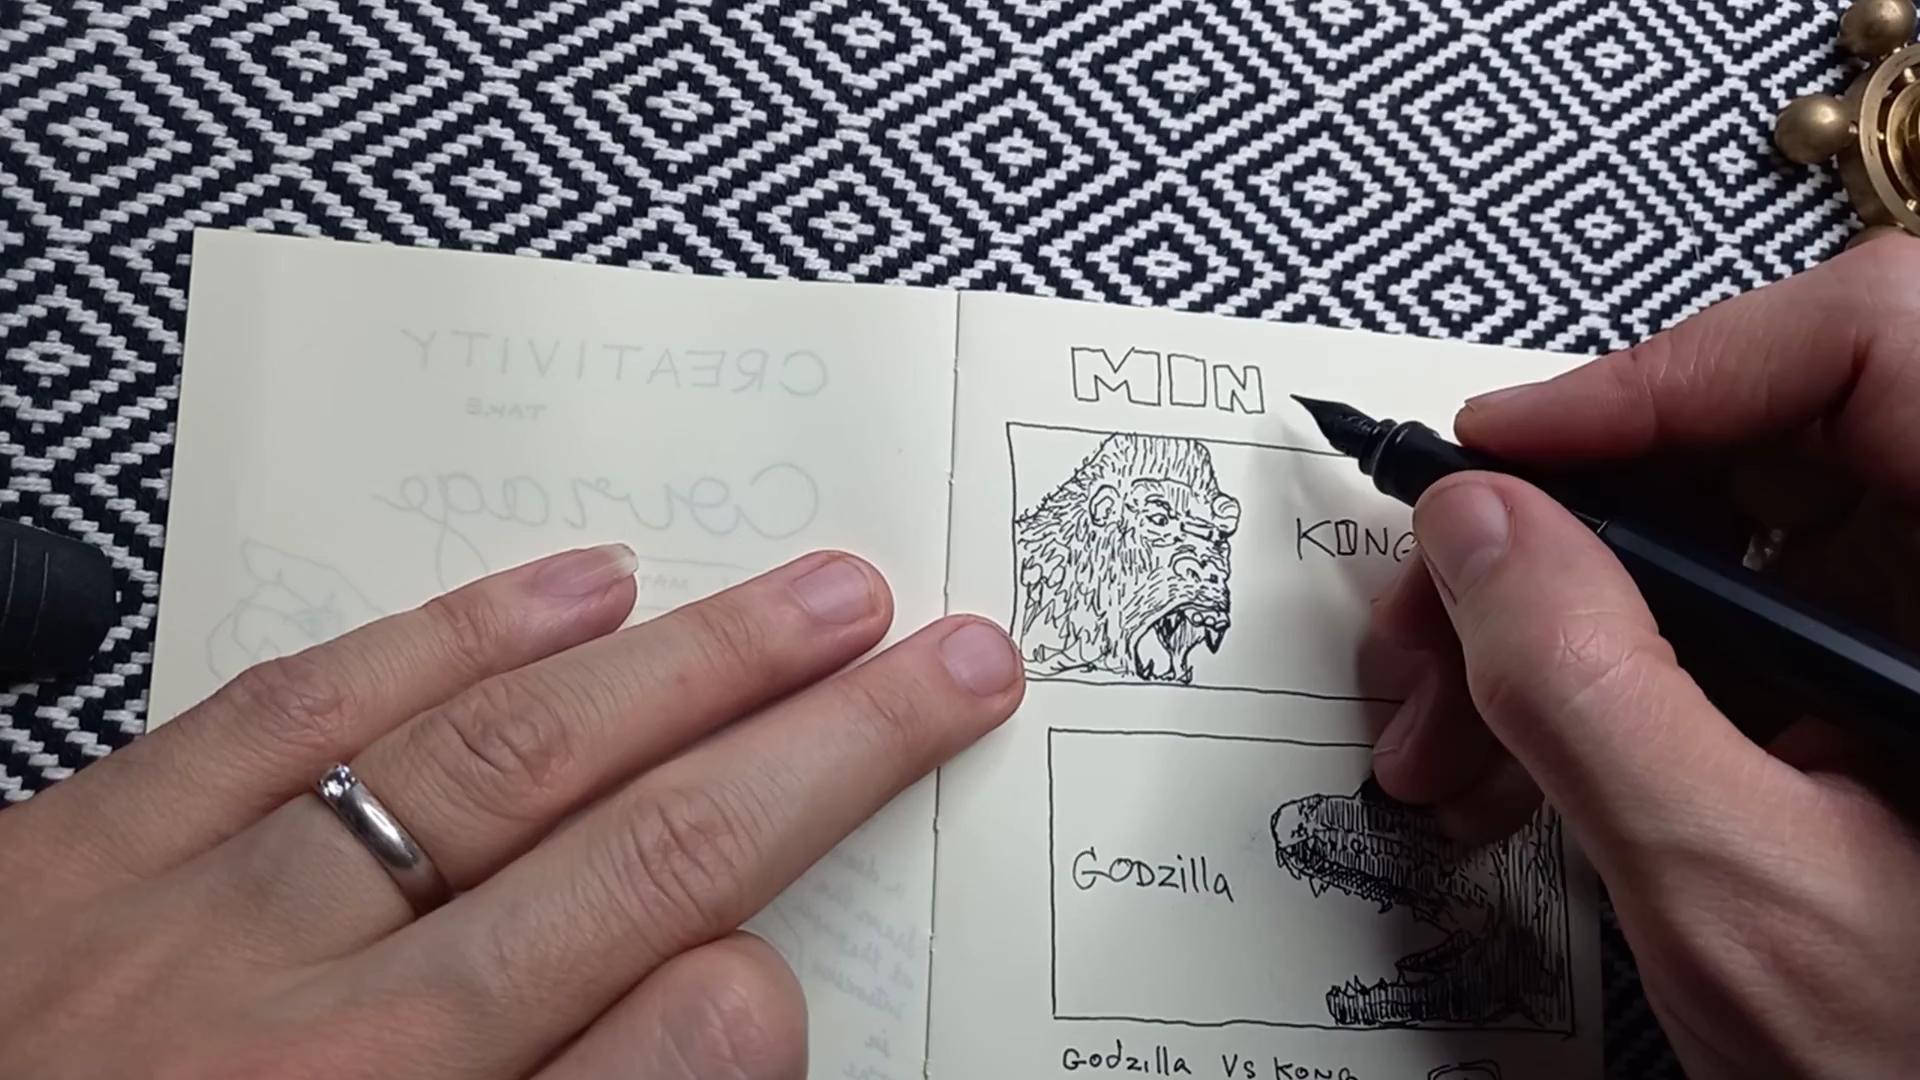 CREATIVITY
TAKE
Courage
MIN
KONG
GODzilla
Godzilla VS KONG